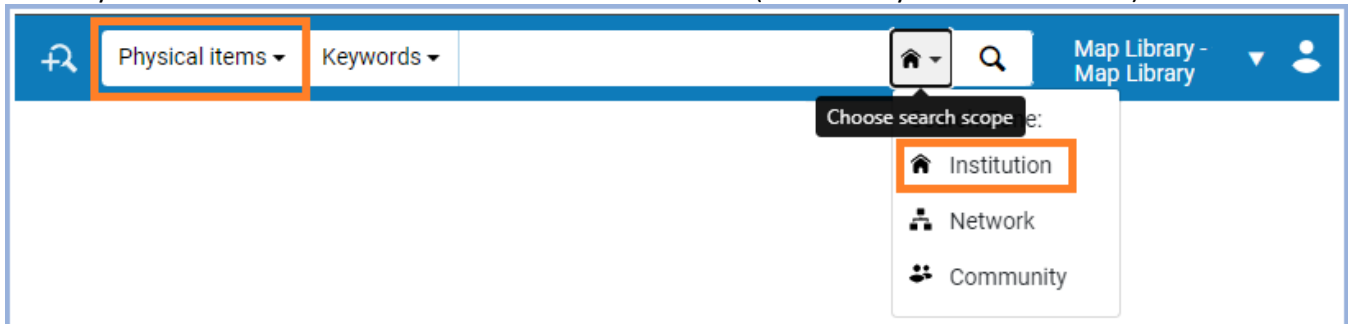 Physical items
Keywords
Map Library -
Map Library
Choose search scope
Institution
Network
Community